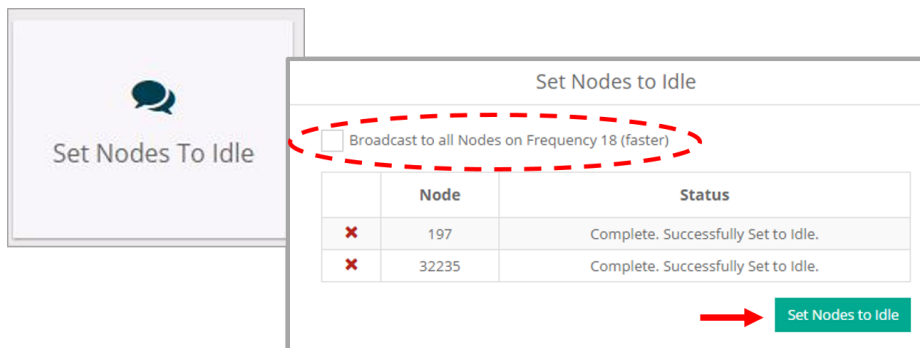 Set Nodes To Idle
Set Nodes to Idle
Broadcast to all Nodes on Frequency 18 (faster)
Node Status
197 Complete. Successfully Set to Idle.
32235 Complete. Successfully Set to Idle.
Set Nodes to Idle